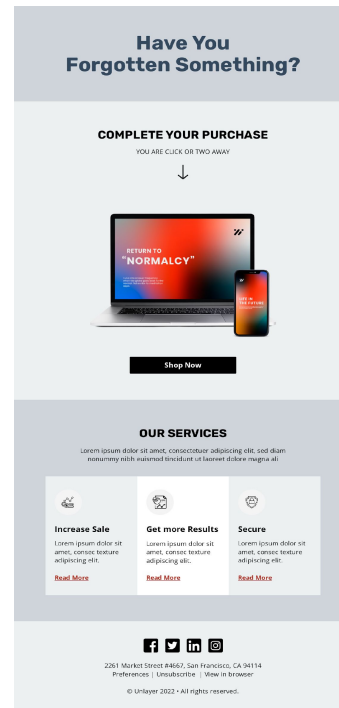 Have You
Forgotten Something?
COMPLETE YOUR PURCHASE
YOU ARE CLICK OR TWO AWAY
RETURN TO
"NORMALCY"
LIFE IN
THE FUTURE
Shop Now
OUR SERVICES
Lorem ipsum dolor sit amet, consectetuer adipiscing elit, sed diam
nonummy nibh euismod tincidunt ut laoreet dolore magna ali
Increase Sale
Lorem ipsum dolor sit
amet, consec texture
adipiscing elit.
Read More
Get more Results
Lorem ipsum dolor sit
amet, consec texture
adipiscing elit.
Read More
Secure
Lorem ipsum dolor sit
amet, consec texture
adipiscing elit.
Read More
2261 Market Street #4667, San Francisco, CA 94114
Preferences | Unsubscribe | View in browser
© Unlayer 2022 • All rights reserved.